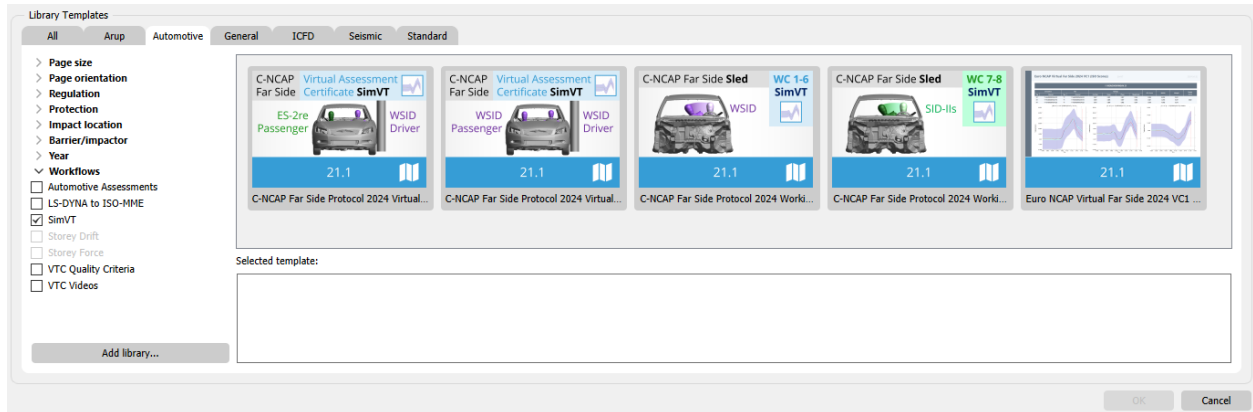 Library Templates
All Arup Automotive General ICFD Seismic Standard
Page size
Page orientation
Regulation
Protection
Impact location
Barrier/impactor
Year
Workflows
Automotive Assessments
LS-DYNA to ISO-MME
SimVT
Storey Drift
Storey Force
VTC Quality Criteria
VTC Videos
Add library...
C-NCAP Far Side
Virtual Assessment Certificate SimVT
ES-2re Passenger
WSID Driver
21.1
C-NCAP Far Side Protocol 2024 Virtual...
C-NCAP Far Side
Virtual Assessment Certificate SimVT
WSID Passenger
WSID Driver
21.1
C-NCAP Far Side Protocol 2024 Virtual...
C-NCAP Far Side Sled
WC 1-6 SimVT
WSID
21.1
C-NCAP Far Side Protocol 2024 Worki...
C-NCAP Far Side Sled
WC 7-8 SimVT
SID-IIs
21.1
C-NCAP Far Side Protocol 2024 Worki...
21.1
Euro NCAP Virtual Far Side 2024 VC1 ...
Selected template:
OK
Cancel